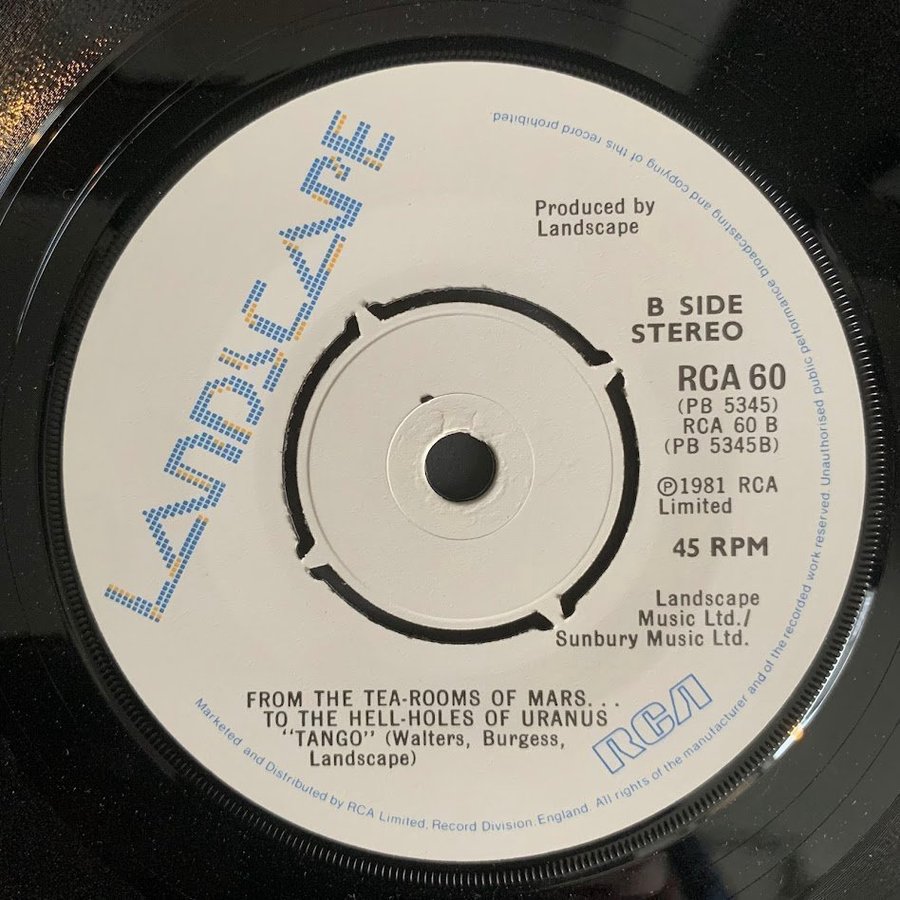 LANDSCAPE
Produced by
Landscape
B SIDE
STEREO
RCA 60
(PB 5345)
RCA 60 B
(PB 5345B)
Ⓟ1981 RCA
Limited
45 RPM
Landscape
Music Ltd./
Sunbury Music Ltd.
FROM THE TEA-ROOMS OF MARS...
TO THE HELL-HOLES OF URANUS
"TANGO" (Walters, Burgess,
Landscape)
RCA
Marketed and Distributed by RCA Limited, Record Division, England. All rights of the manufacturer and of the recorded work reserved. Unauthorised public performance broadcasting and copying of this record prohibited.